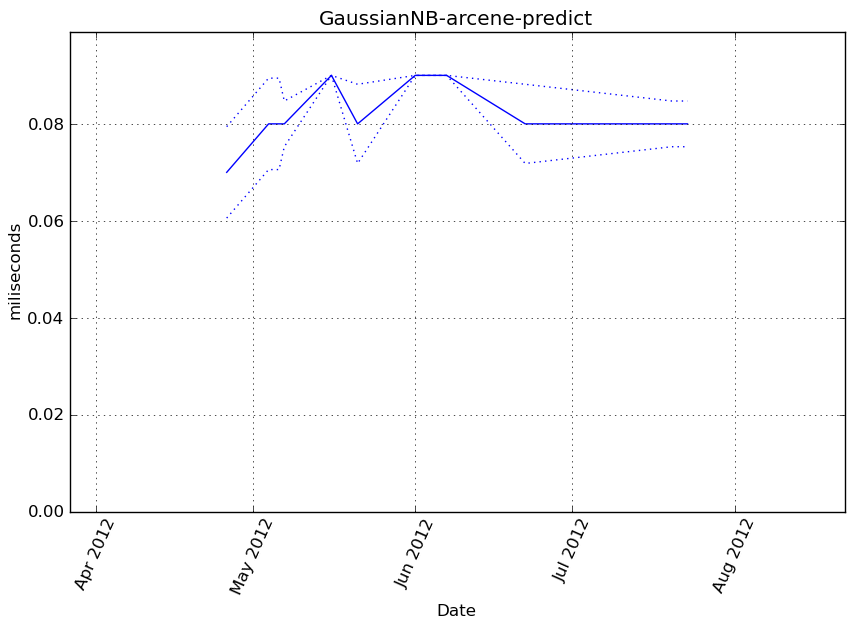 GaussianNB-arcene-predict
0.08
0.06
0.04
0.02
0.00
miliseconds
Apr 2012
May 2012
Jun 2012
Jul 2012
Aug 2012
Date